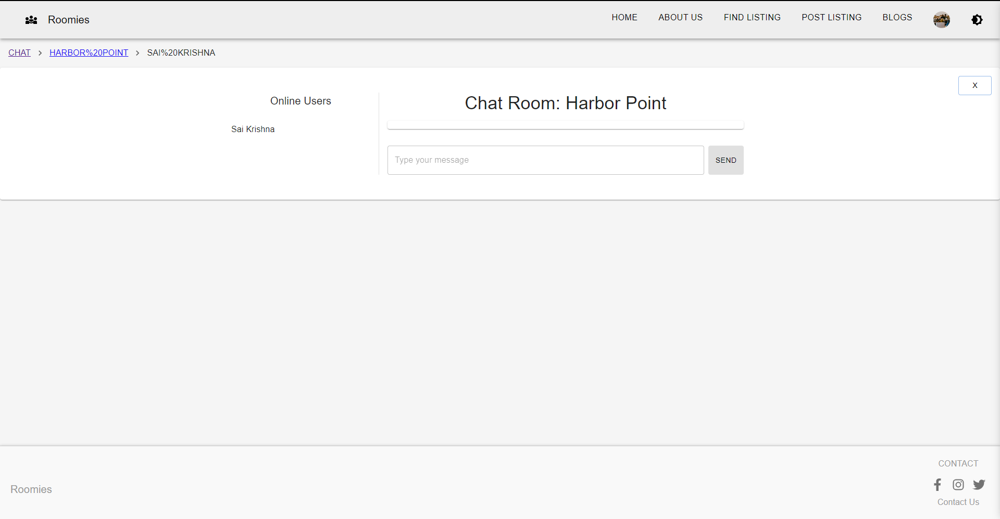 Roomies
HOME ABOUT US FIND LISTING POST LISTING BLOGS
CHAT > HARBOR%20POINT > SAI%20KRISHNA
X
Online Users
Sai Krishna
Chat Room: Harbor Point
Type your message
SEND
Roomies
CONTACT
Contact Us